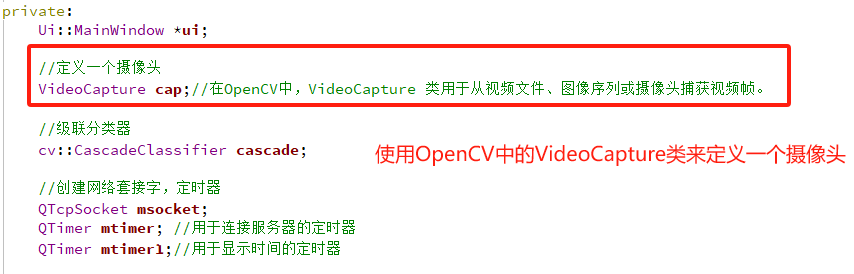 private:
Ui::MainWindow *ui;
//定义一个摄像头
VideoCapture cap;//在OpenCV中，VideoCapture 类用于从视频文件、图像序列或摄像头捕获视频帧。
//级联分类器
cv::CascadeClassifier cascade;
使用OpenCV中的VideoCapture类来定义一个摄像头
//创建网络套接字，定时器
QTcpSocket msocket;
QTimer mtimer; //用于连接服务器的定时器
QTimer mtimer1;//用于显示时间的定时器